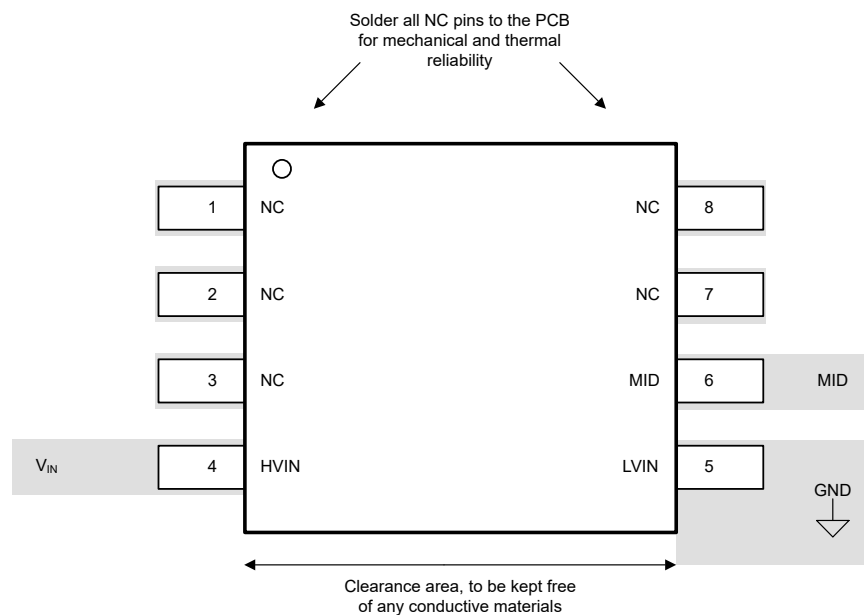 Solder all NC pins to the PCB
for mechanical and thermal
reliability
1 NC NC 8
2 NC NC 7
3 NC MID 6 MID
V_IN 4 HVIN LVIN 5
GND
Clearance area, to be kept free
of any conductive materials